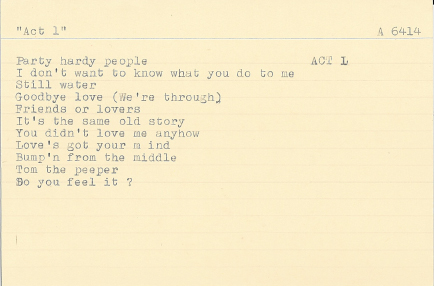 "Act 1" A 6414
Party hardy people ACT L
I don't want to know what you do to me
Still water
Goodbye love (We're through)
Friends or lovers
It's the same old story
You didn't love me anyhow
Love's got your m ind
Bump'n from the middle
Tom the peeper
Do you feel it ?